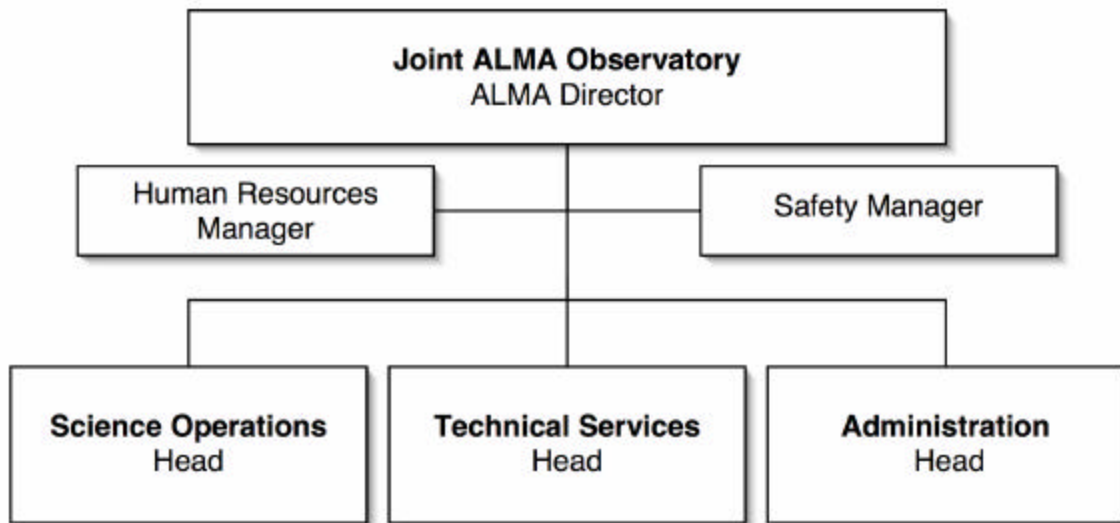 Joint ALMA Observatory
ALMA Director
Human Resources
Manager
Safety Manager
Science Operations
Head
Technical Services
Head
Administration
Head